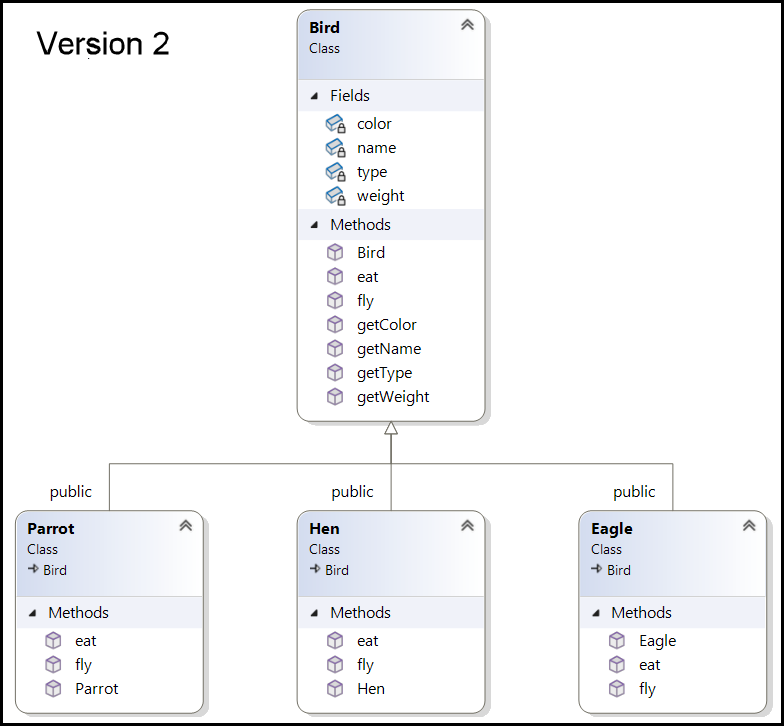 Version 2
Bird
Class
Fields
color
name
type
weight
Methods
Bird
eat
fly
getColor
getName
getType
getWeight
public
public
public
Parrot
Class
Bird
Methods
eat
fly
Parrot
Hen
Class
Bird
Methods
eat
fly
Hen
Eagle
Class
Bird
Methods
Eagle
eat
fly